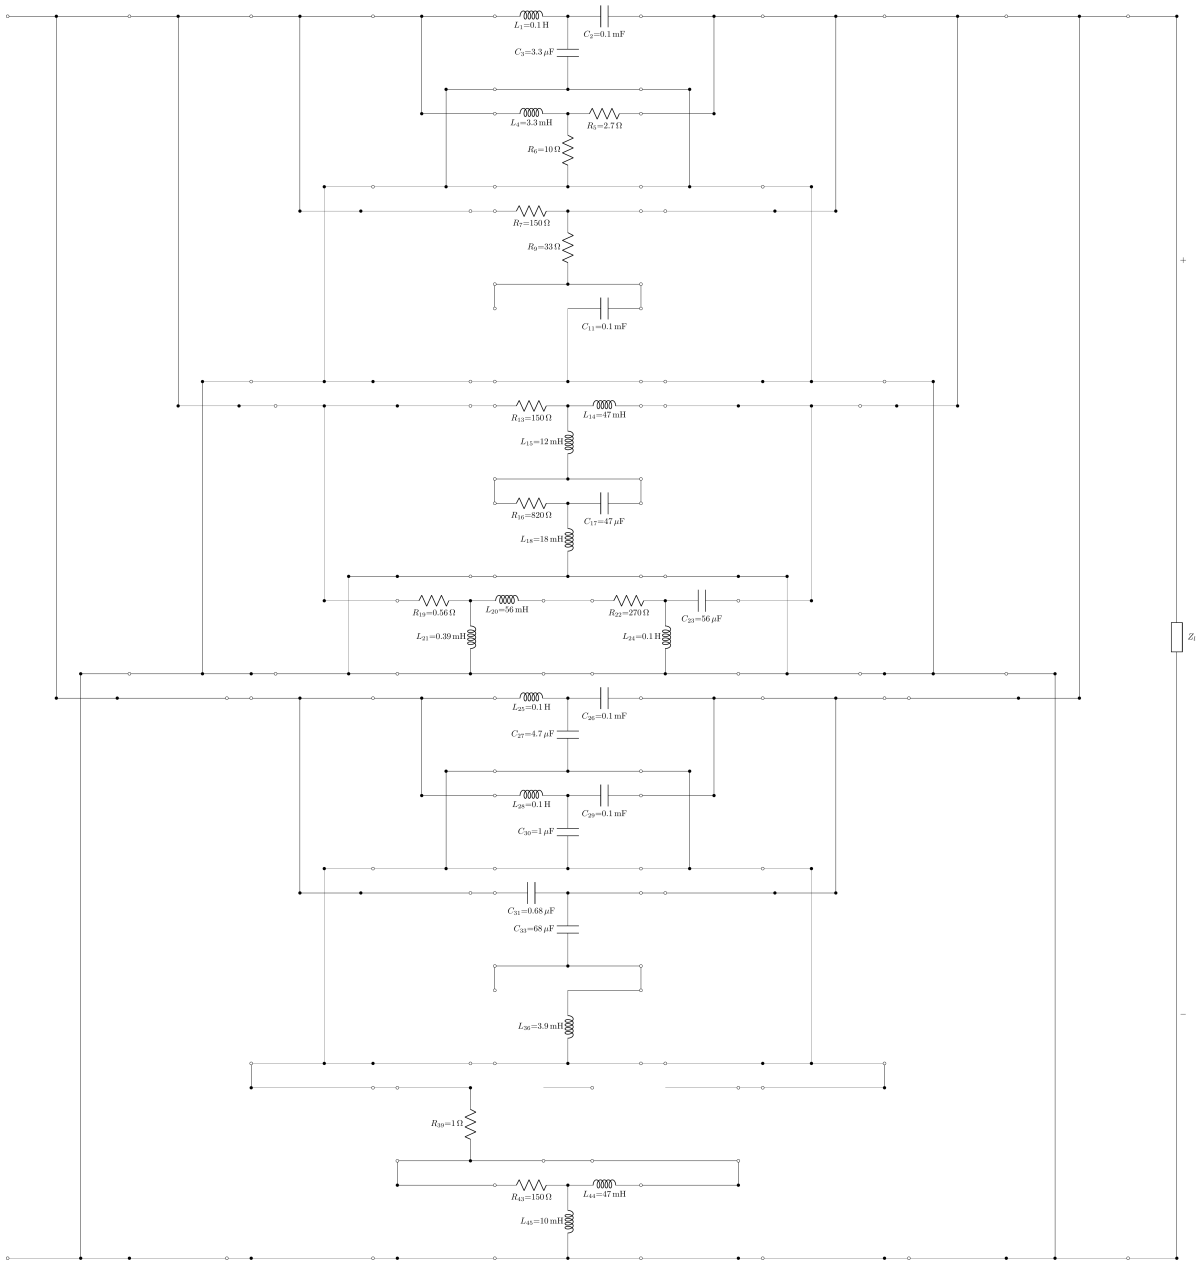 L₁=0.1 H
C₂=0.1 mF
C₃=3.3 μF
L₄=3.3 mH
R₅=2.7 Ω
R₆=10 Ω
R₇=150 Ω
R₉=33 Ω
+
C₁₁=0.1 mF
R₁₃=150 Ω
L₁₄=47 mH
L₁₅=12 mH
R₁₆=820 Ω
C₁₇=47 μF
L₁₈=18 mH
R₁₉=0.56 Ω
L₂₀=56 mH
R₂₂=270 Ω
C₂₃=56 μF
L₂₁=0.39 mH
L₂₄=0.1 H
Zₗ
L₂₅=0.1 H
C₂₆=0.1 mF
C₂₇=4.7 μF
L₂₈=0.1 H
C₂₉=0.1 mF
C₃₀=1 μF
C₃₁=0.68 μF
C₃₃=68 μF
−
L₃₆=3.9 mH
R₃₉=1 Ω
R₄₃=150 Ω
L₄₄=47 mH
L₄₅=10 mH